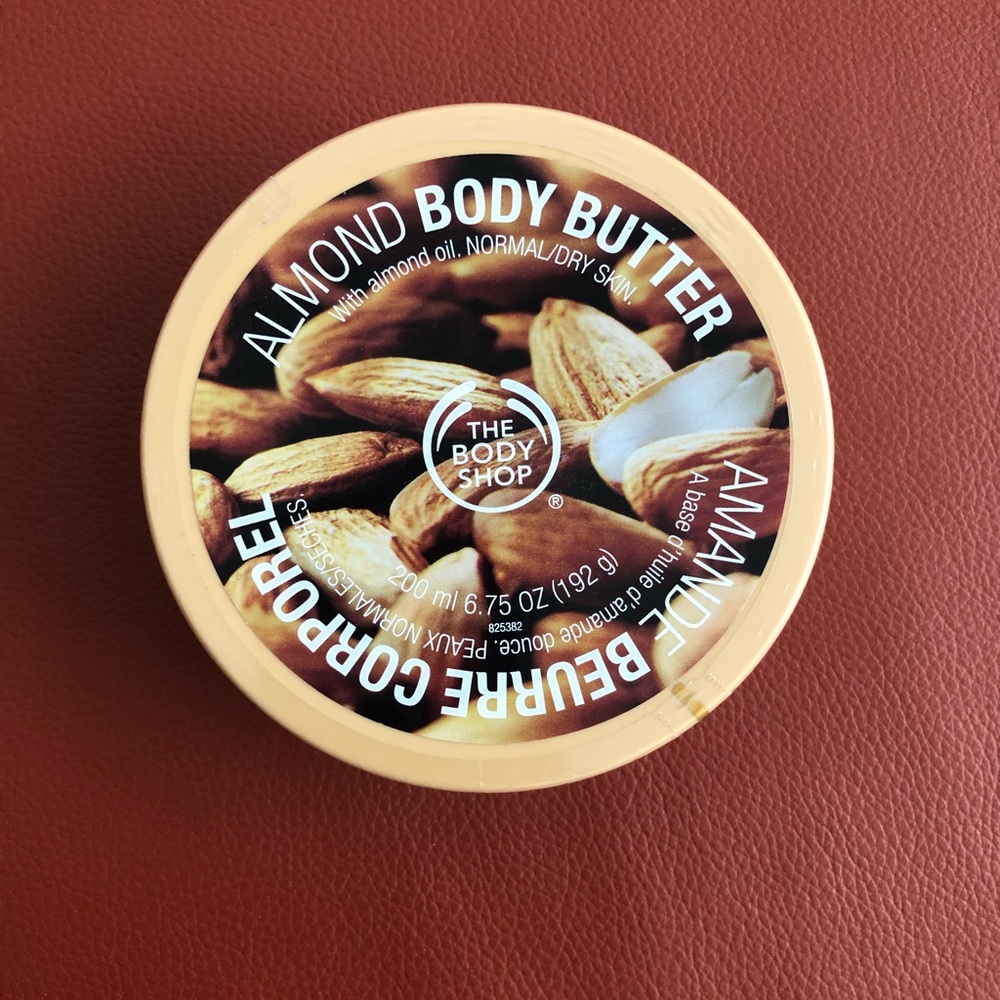 ALMOND BODY BUTTER
With almond oil. NORMAL/DRY SKIN.
THE
BODY
SHOP
®
200 ml 6.75 OZ (192 g)
825382
A base d'huile d'amande douce. PEAUX NORMALES/SECHES.
AMANDE BEURRE CORPOREL